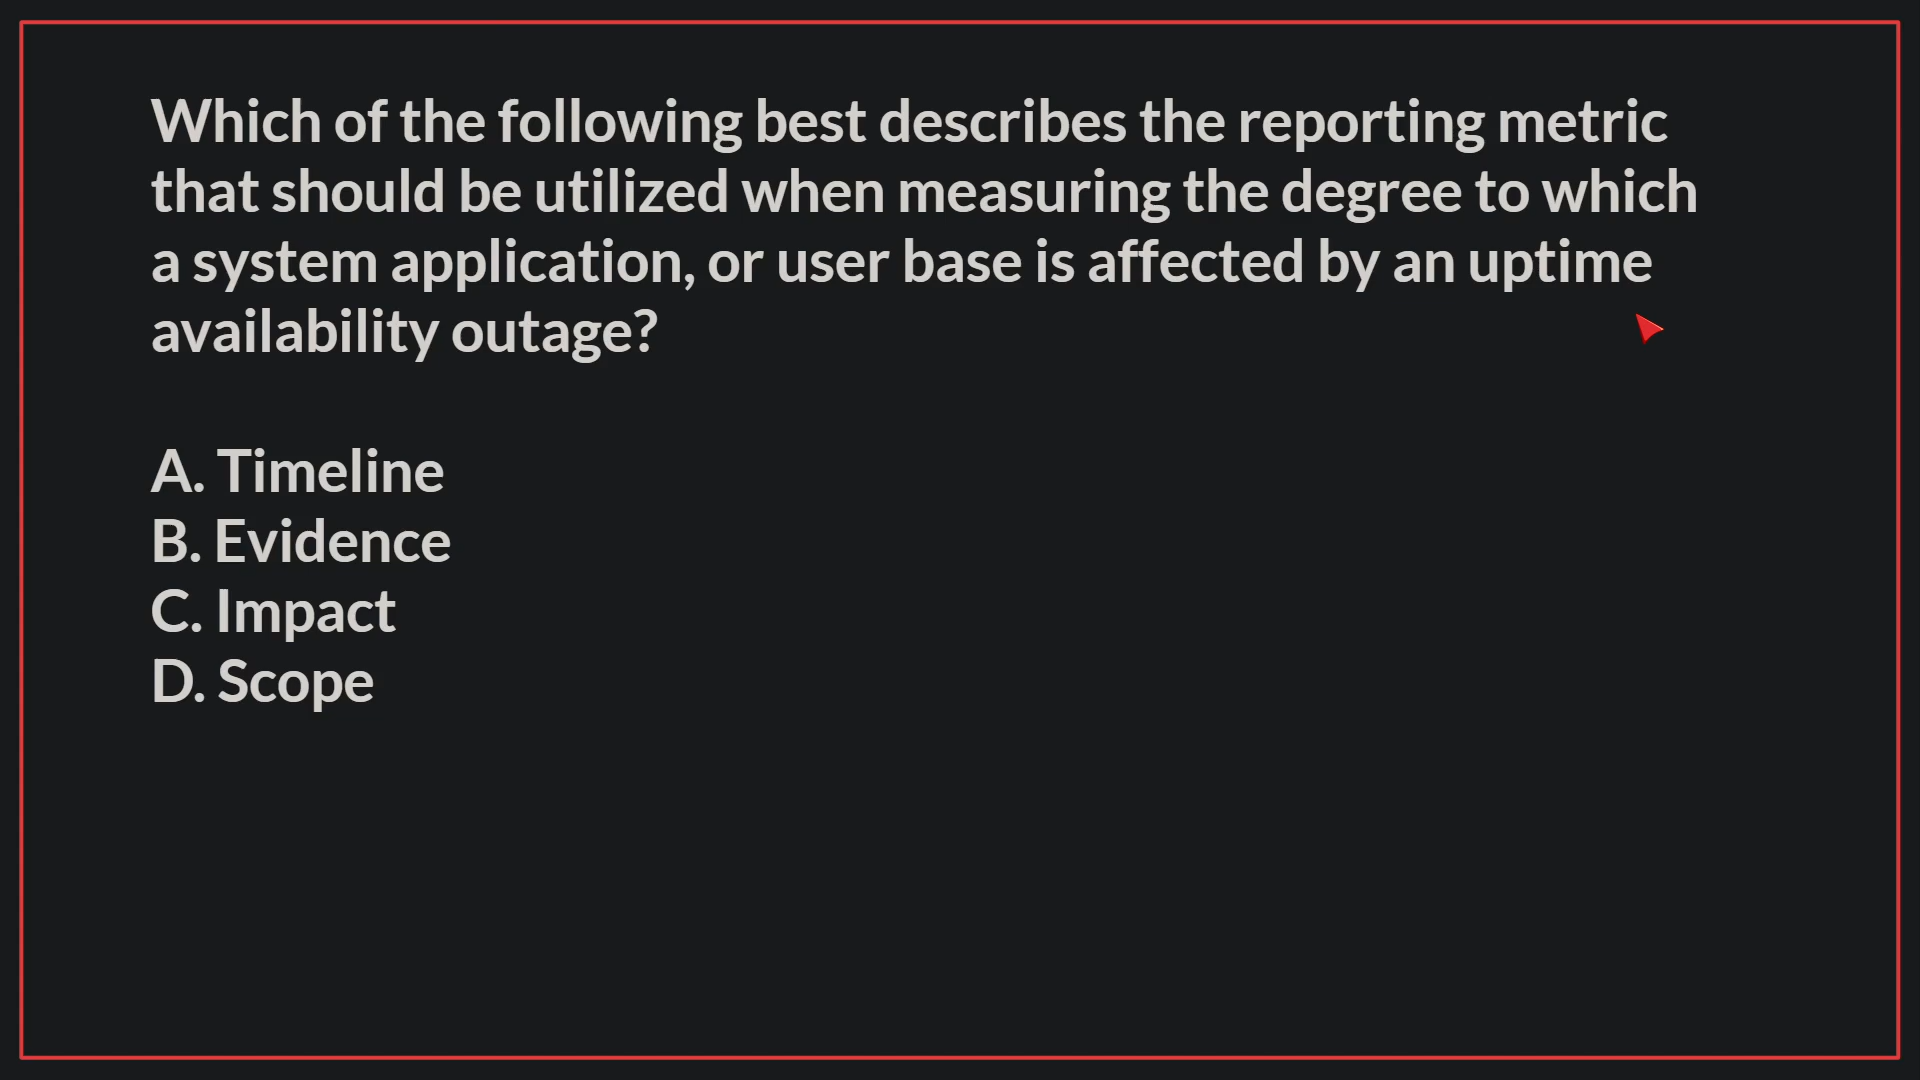 Which of the following best describes the reporting metric
that should be utilized when measuring the degree to which
a system application, or user base is affected by an uptime
availability outage?
A. Timeline
B. Evidence
C. Impact
D. Scope